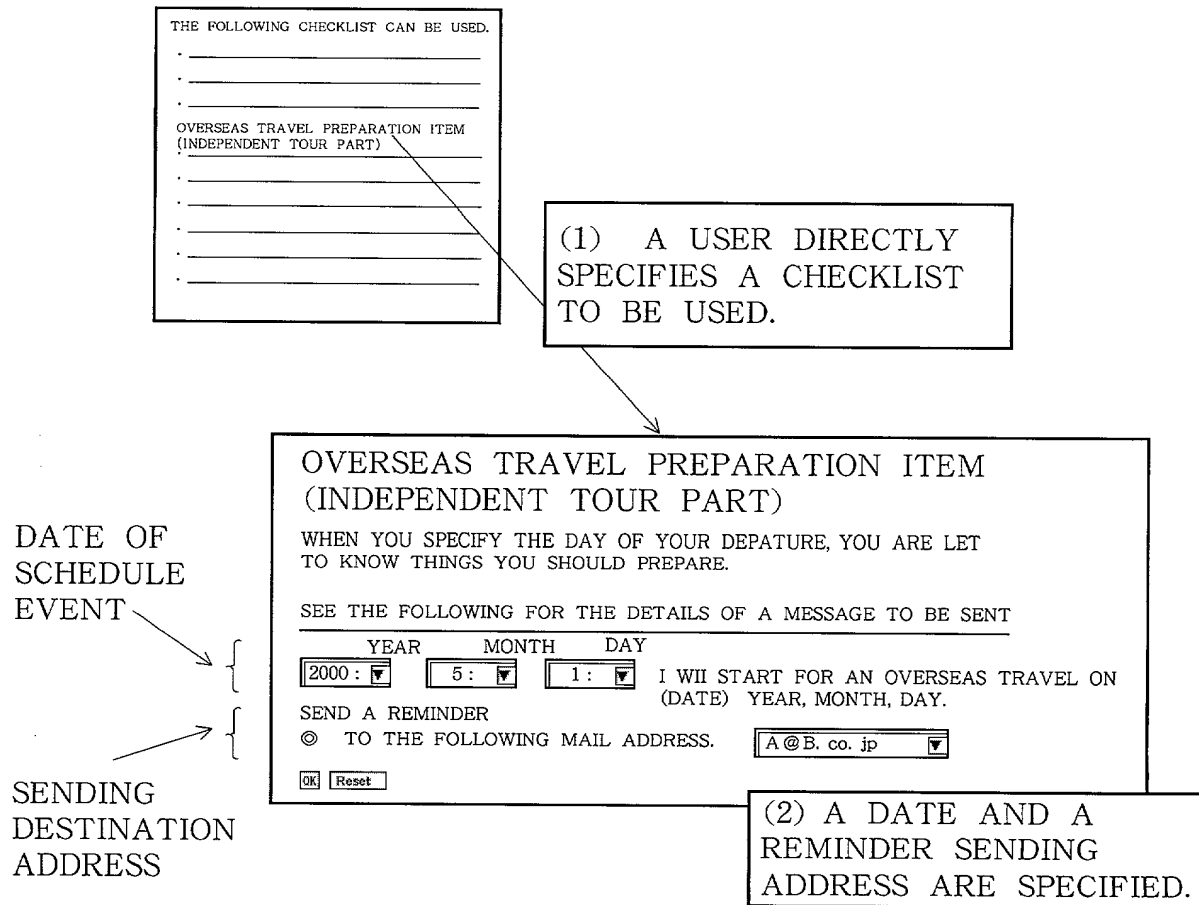 THE FOLLOWING CHECKLIST CAN BE USED.
OVERSEAS TRAVEL PREPARATION ITEM
(INDEPENDENT TOUR PART)
(1) A USER DIRECTLY
SPECIFIES A CHECKLIST
TO BE USED.
OVERSEAS TRAVEL PREPARATION ITEM
(INDEPENDENT TOUR PART)
WHEN YOU SPECIFY THE DAY OF YOUR DEPATURE, YOU ARE LET
TO KNOW THINGS YOU SHOULD PREPARE.
SEE THE FOLLOWING FOR THE DETAILS OF A MESSAGE TO BE SENT
DATE OF
SCHEDULE
EVENT
YEAR MONTH DAY
2000 : 5 : 1 : I WII START FOR AN OVERSEAS TRAVEL ON
(DATE) YEAR, MONTH, DAY.
SEND A REMINDER
◎ TO THE FOLLOWING MAIL ADDRESS. A@B. co. jp
OK Reset
SENDING
DESTINATION
ADDRESS
(2) A DATE AND A
REMINDER SENDING
ADDRESS ARE SPECIFIED.